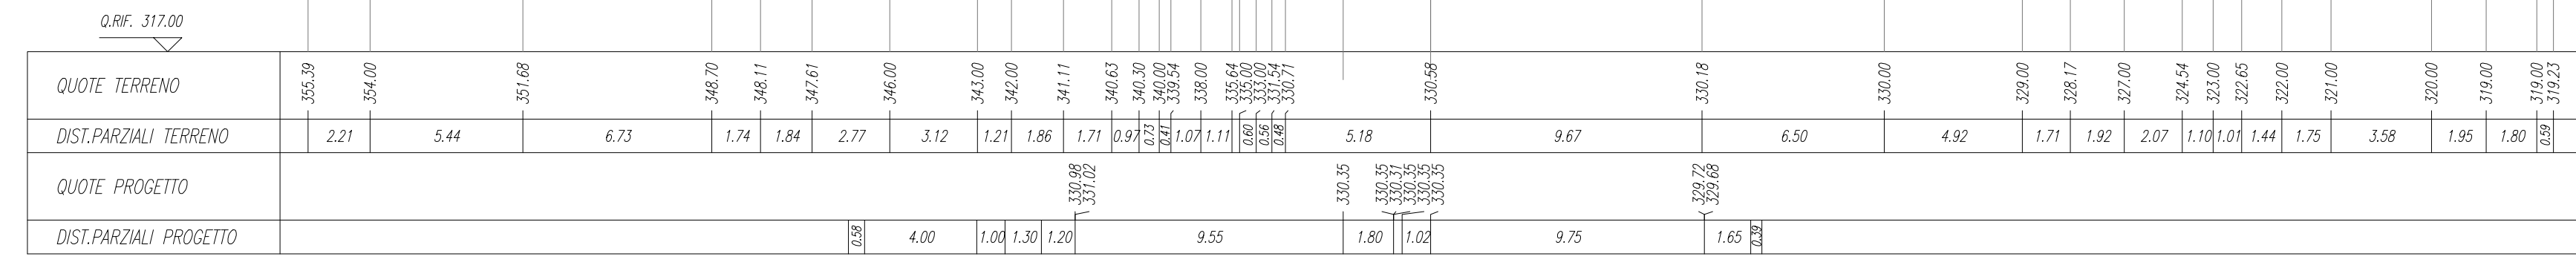 Q.RIF. 317.00
QUOTE TERRENO 355.39 354.00 351.68 348.70 348.11 347.61 346.00 343.00 342.00 341.11 340.63 340.30 340.00 339.54 338.00 335.64 335.00 333.00 331.54 330.71 330.58 330.18 330.00 329.00 328.17 327.00 324.54 323.00 322.65 322.00 321.00 320.00 319.00 319.00 319.23
DIST.PARZIALI TERRENO 2.21 5.44 6.73 1.74 1.84 2.77 3.12 1.21 1.86 1.71 0.97 0.73 0.41 1.07 1.11 0.60 0.56 0.48 5.18 9.67 6.50 4.92 1.71 1.92 2.07 1.10 1.01 1.44 1.75 3.58 1.95 1.80 0.59
QUOTE PROGETTO 330.98 331.02 330.35 330.35 330.31 330.35 330.35 330.35 329.72 329.68
DIST.PARZIALI PROGETTO 0.58 4.00 1.00 1.30 1.20 9.55 1.80 1.02 9.75 1.65 0.39